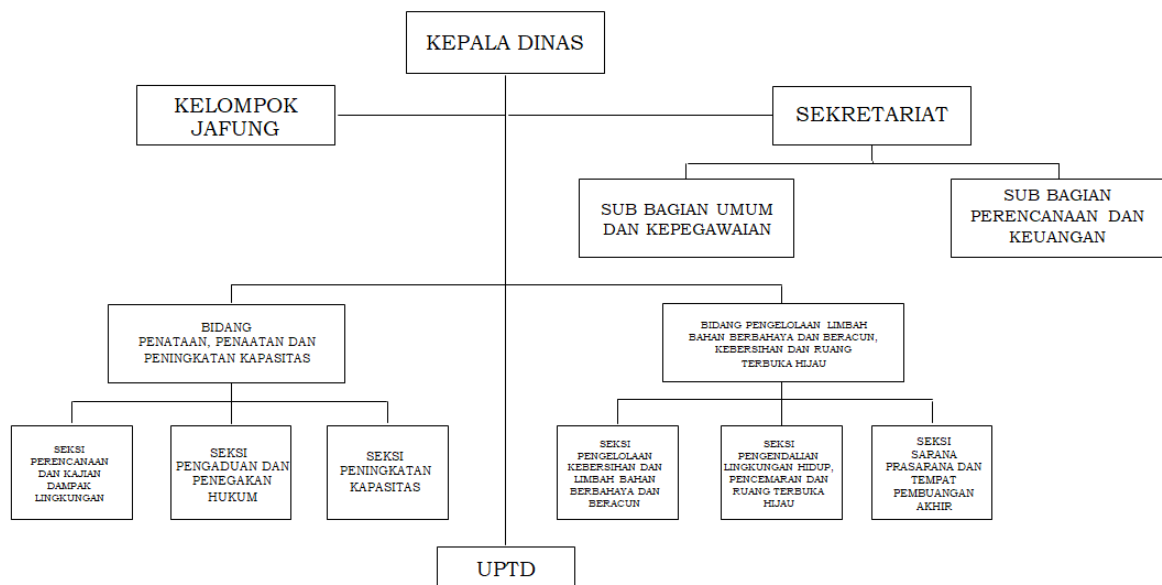 KEPALA DINAS
KELOMPOK
JAFUNG
SEKRETARIAT
SUB BAGIAN UMUM
DAN KEPEGAWAIAN
SUB BAGIAN
PERENCANAAN DAN
KEUANGAN
BIDANG
PENATAAN, PENAATAN DAN
PENINGKATAN KAPASITAS
BIDANG PENGELOLAAN LIMBAH
BAHAN BERBAHAYA DAN BERACUN,
KEBERSIHAN DAN RUANG
TERBUKA HIJAU
SEKSI
PERENCANAAN
DAN KAJIAN
DAMPAK
LINGKUNGAN
SEKSI
PENGADUAN DAN
PENEGAKAN
HUKUM
SEKSI
PENINGKATAN
KAPASITAS
SEKSI
PENGELOLAAN
KEBERSIHAN DAN
LIMBAH BAHAN
BERBAHAYA DAN
BERACUN
SEKSI
PENGENDALIAN
LINGKUNGAN HIDUP,
PENCEMARAN DAN
RUANG TERBUKA
HIJAU
SEKSI
SARANA
PRASARANA DAN
TEMPAT
PEMBUANGAN
AKHIR
UPTD